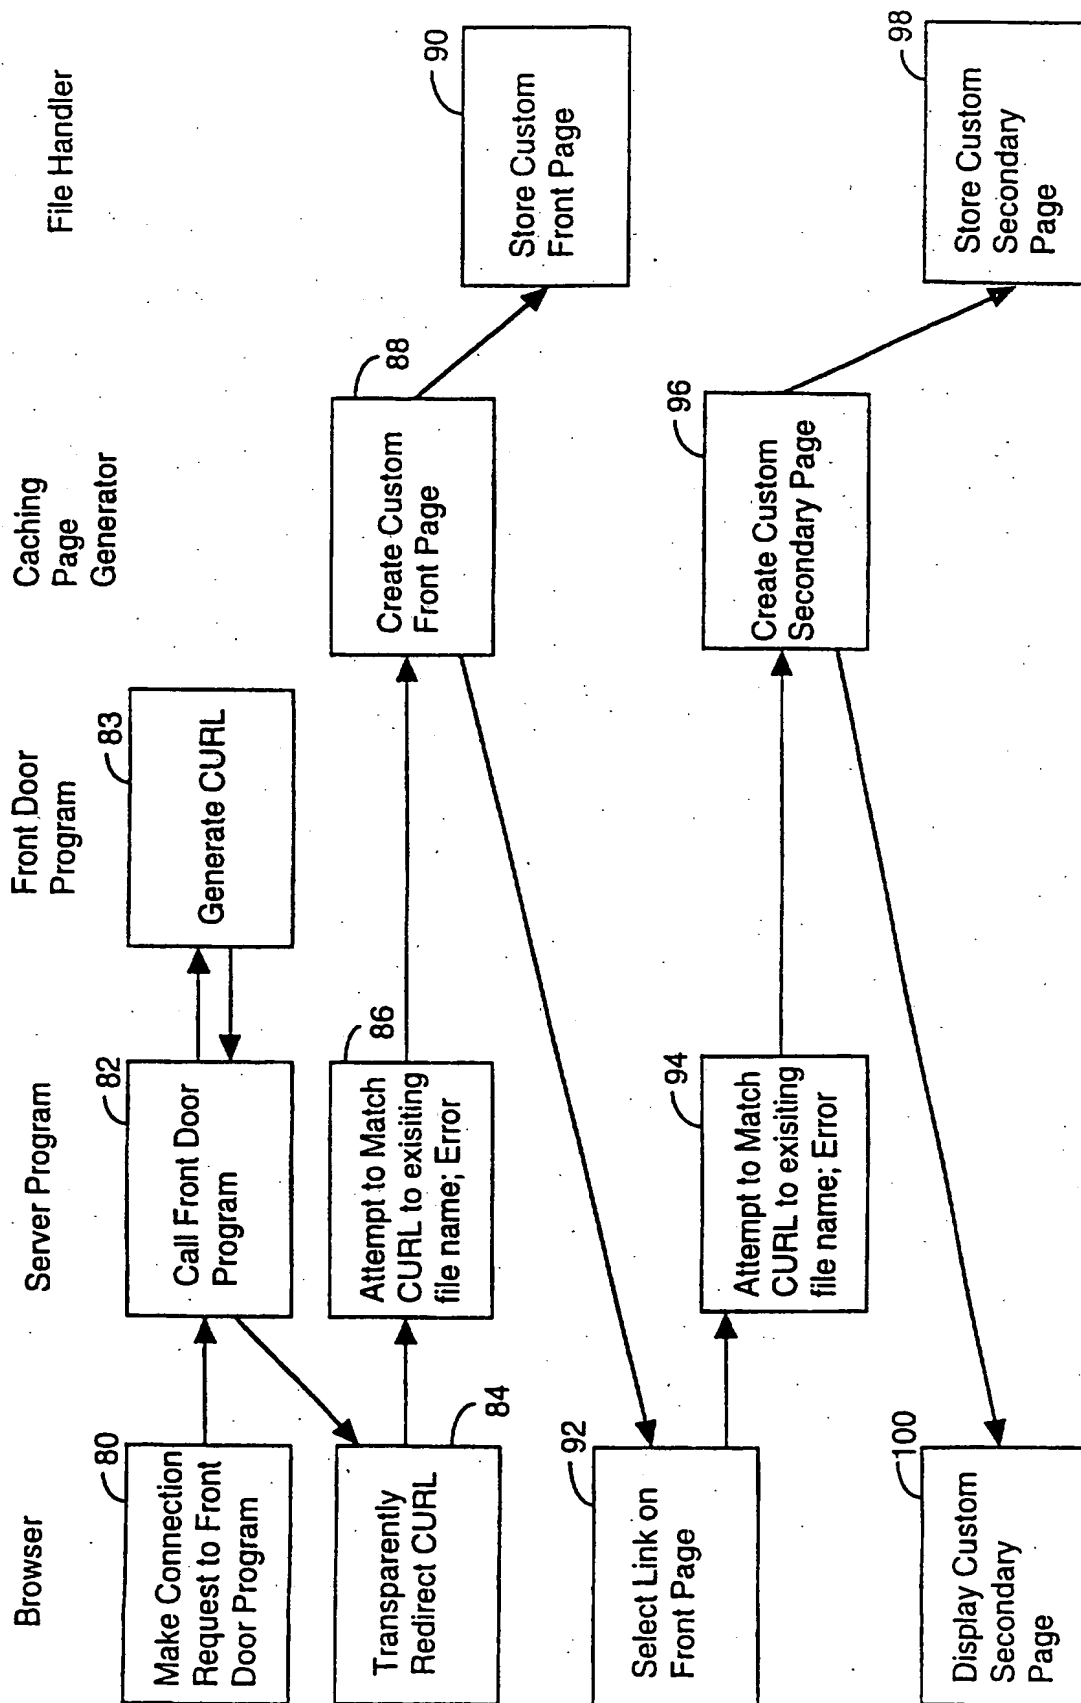 Browser
Server Program
Front Door
Program
Caching
Page
Generator
File Handler
80
Make Connection
Request to Front
Door Program
82
Call Front Door
Program
83
Generate CURL
84
Transparently
Redirect CURL
86
Attempt to Match
CURL to exisiting
file name; Error
88
Create Custom
Front Page
90
Store Custom
Front Page
92
Select Link on
Front Page
94
Attempt to Match
CURL to exisiting
file name; Error
96
Create Custom
Secondary Page
98
Store Custom
Secondary
Page
100
Display Custom
Secondary
Page